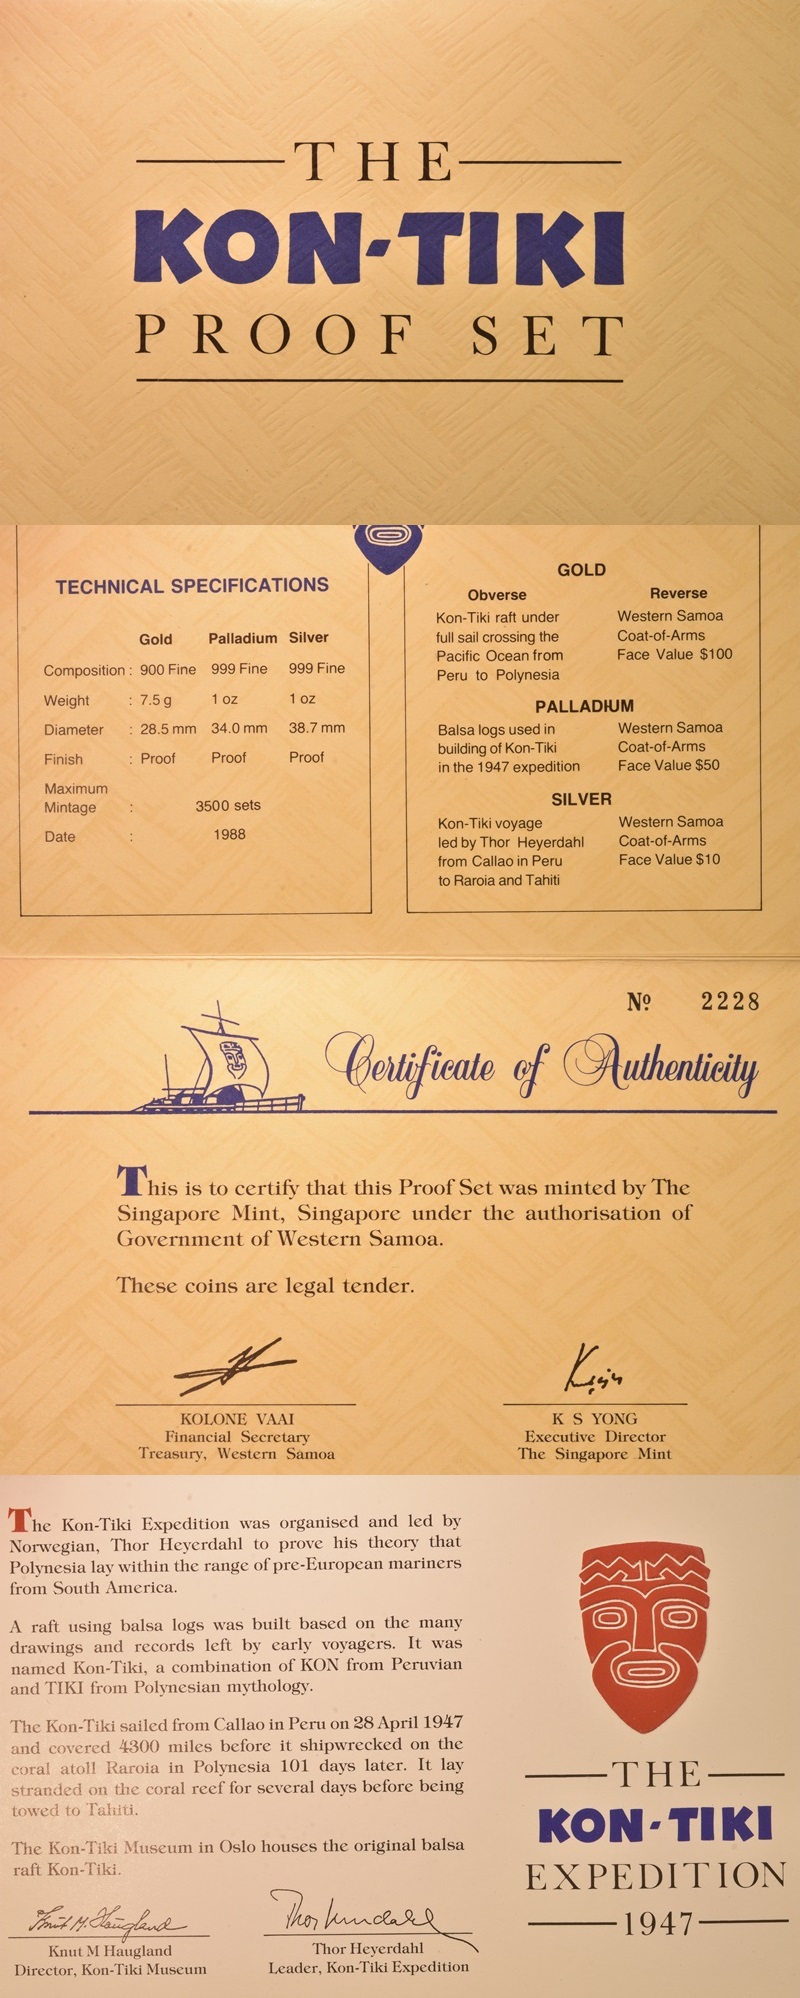 THE
KON-TIKI
PROOF SET
TECHNICAL SPECIFICATIONS
Gold Palladium Silver
Composition : 900 Fine 999 Fine 999 Fine
Weight : 7.5 g 1 oz 1 oz
Diameter : 28.5 mm 34.0 mm 38.7 mm
Finish : Proof Proof Proof
Maximum
Mintage : 3500 sets
Date : 1988
GOLD
Obverse Reverse
Kon-Tiki raft under Western Samoa
full sail crossing the Coat-of-Arms
Pacific Ocean from Face Value $100
Peru to Polynesia
PALLADIUM
Balsa logs used in Western Samoa
building of Kon-Tiki Coat-of-Arms
in the 1947 expedition Face Value $50
SILVER
Kon-Tiki voyage Western Samoa
led by Thor Heyerdahl Coat-of-Arms
from Callao in Peru Face Value $10
to Raroia and Tahiti
Nº 2228
Certificate of Authenticity
This is to certify that this Proof Set was minted by The
Singapore Mint, Singapore under the authorisation of
Government of Western Samoa.
These coins are legal tender.
KOLONE VAAI
Financial Secretary
Treasury, Western Samoa
K S YONG
Executive Director
The Singapore Mint
The Kon-Tiki Expedition was organised and led by
Norwegian, Thor Heyerdahl to prove his theory that
Polynesia lay within the range of pre-European mariners
from South America.
A raft using balsa logs was built based on the many
drawings and records left by early voyagers. It was
named Kon-Tiki, a combination of KON from Peruvian
and TIKI from Polynesian mythology.
The Kon-Tiki sailed from Callao in Peru on 28 April 1947
and covered 4300 miles before it shipwrecked on the
coral atoll Raroia in Polynesia 101 days later. It lay
stranded on the coral reef for several days before being
towed to Tahiti.
The Kon-Tiki Museum in Oslo houses the original balsa
raft Kon-Tiki.
Knut M. Haugland
Knut M Haugland
Director, Kon-Tiki Museum
Thor Heyerdahl
Leader, Kon-Tiki Expedition
THE
KON-TIKI
EXPEDITION
1947